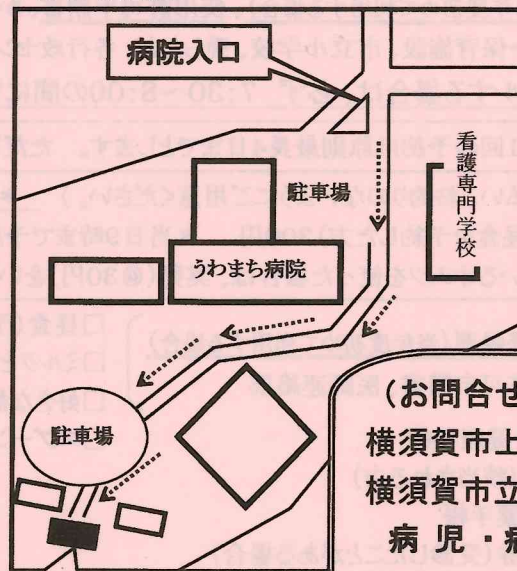 病院入口
駐車場
看護専門学校
うわまち病院
駐車場
(お問合せ
横須賀市上
横須賀市立
病児・病